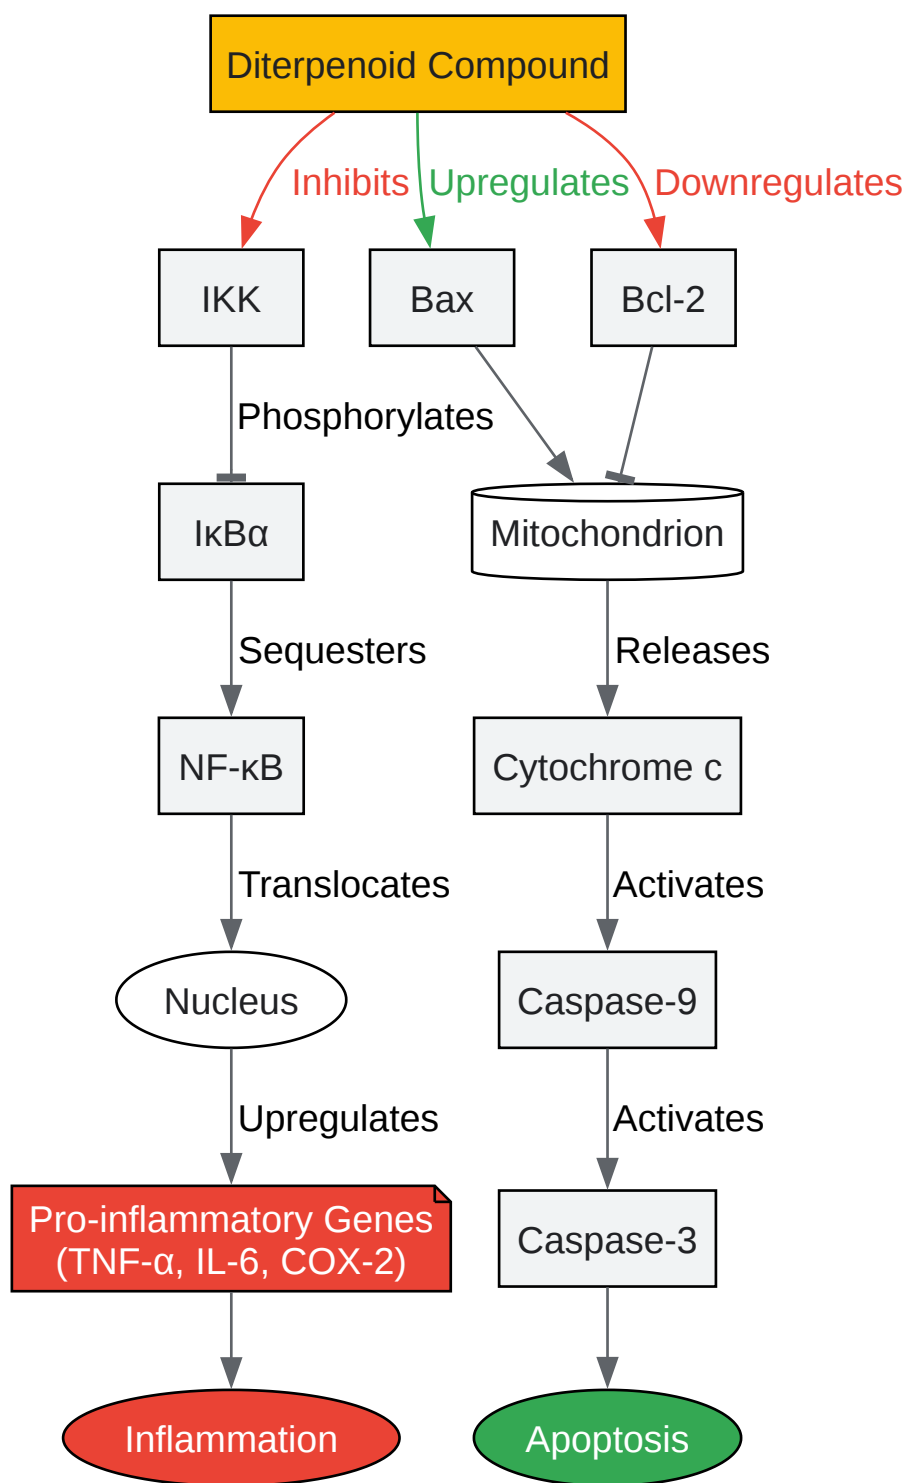 Diterpenoid Compound
Inhibits
Upregulates
Downregulates
IKK
Bax
Bcl-2
Phosphorylates
IκBα
Mitochondrion
Sequesters
Releases
NF-κB
Cytochrome c
Translocates
Activates
Nucleus
Caspase-9
Upregulates
Activates
Pro-inflammatory Genes
(TNF-α, IL-6, COX-2)
Caspase-3
Inflammation
Apoptosis